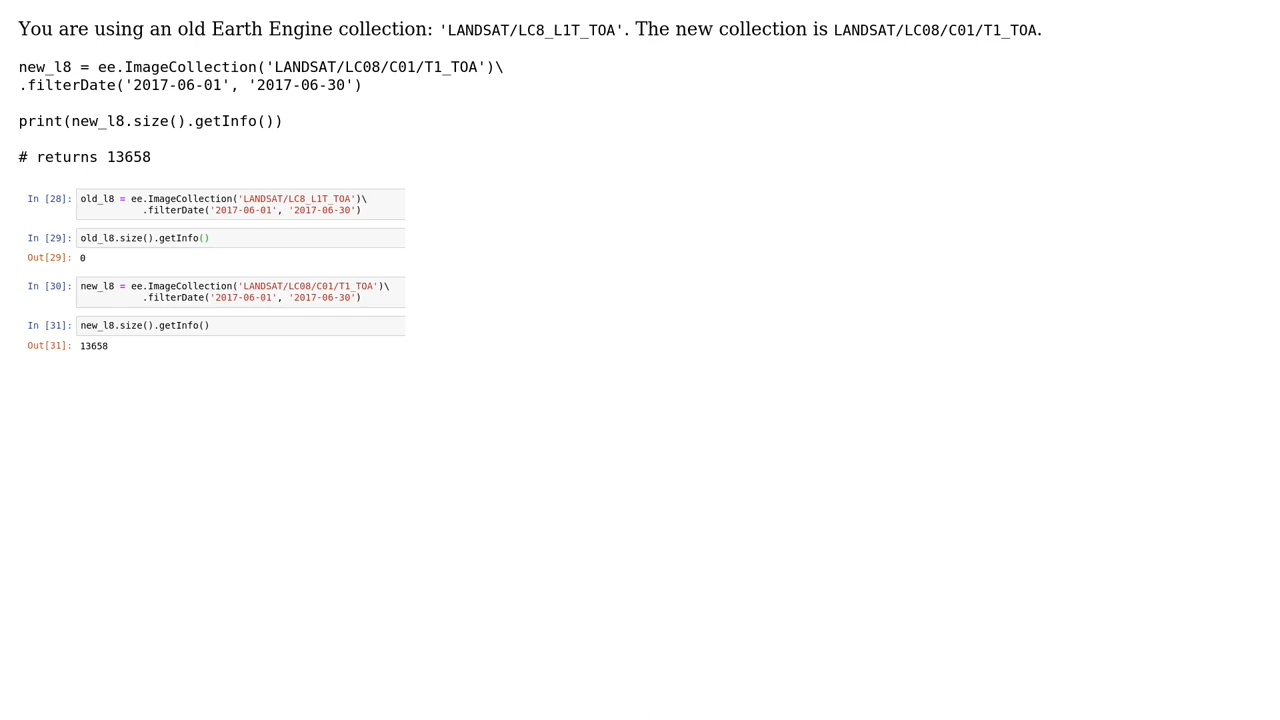 You are using an old Earth Engine collection: 'LANDSAT/LC8_L1T_TOA'. The new collection is LANDSAT/LC08/C01/T1_TOA.
new_l8 = ee.ImageCollection('LANDSAT/LC08/C01/T1_TOA')\
.filterDate('2017-06-01', '2017-06-30')
print(new_l8.size().getInfo())
# returns 13658
In [28]: old_l8 = ee.ImageCollection('LANDSAT/LC8_L1T_TOA')\
.filterDate('2017-06-01', '2017-06-30')
In [29]: old_l8.size().getInfo()
Out[29]: 0
In [30]: new_l8 = ee.ImageCollection('LANDSAT/LC08/C01/T1_TOA')\
.filterDate('2017-06-01', '2017-06-30')
In [31]: new_l8.size().getInfo()
Out[31]: 13658